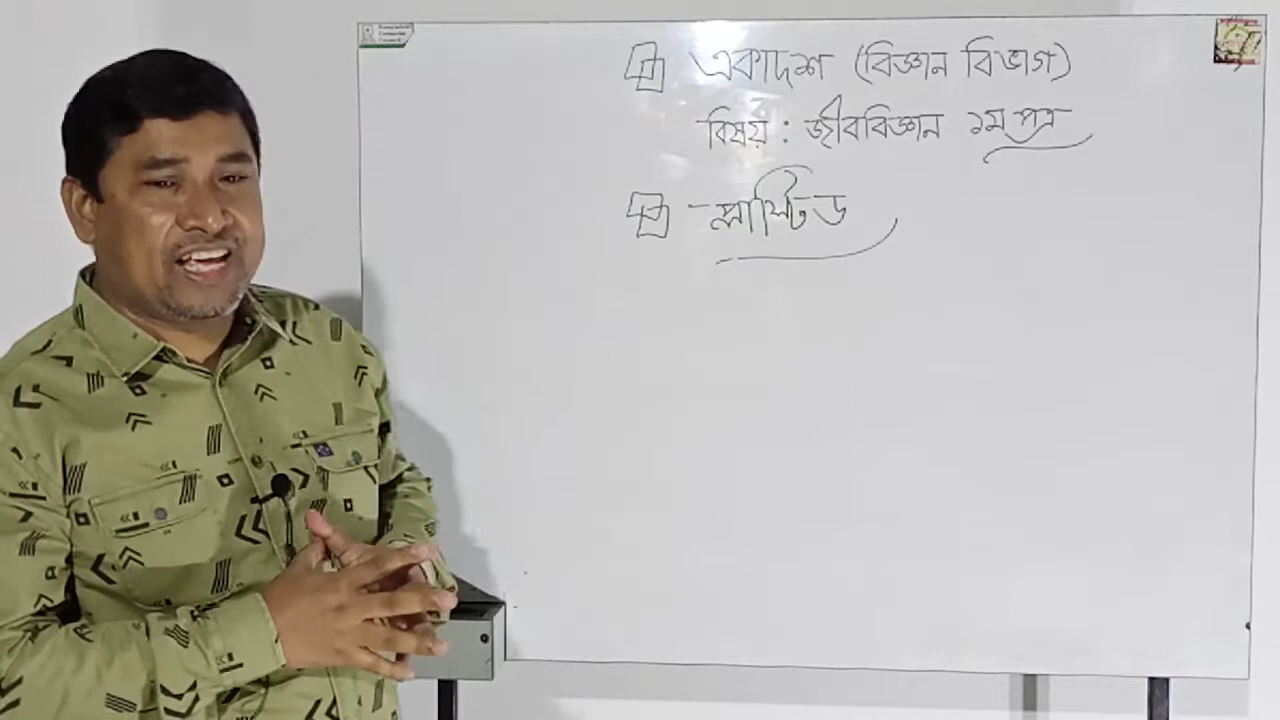 একাদশ (বিজ্ঞান বিভাগ)
বিষয় : জীববিজ্ঞান ১ম পত্র
প্লাস্টিড